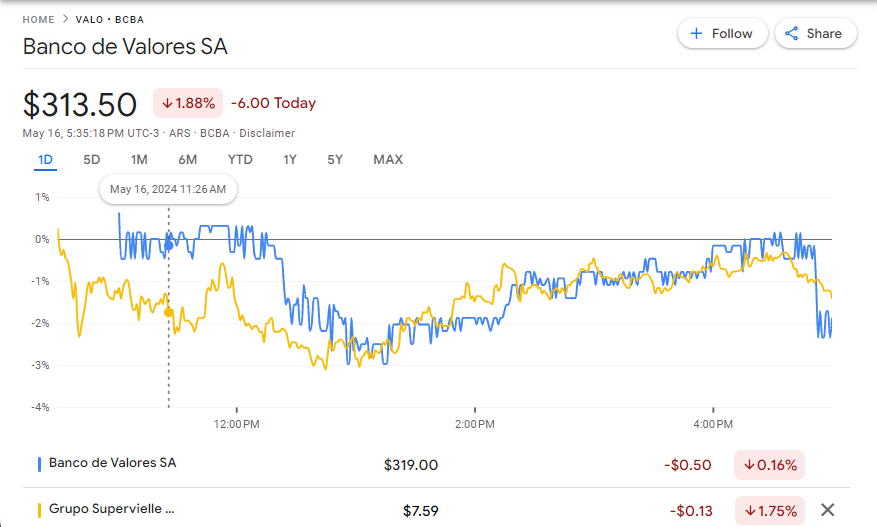 HOME > VALO • BCBA
Banco de Valores SA
+ Follow
Share
$313.50 ↓1.88% -6.00 Today
May 16, 5:35:18 PM UTC-3 · ARS · BCBA · Disclaimer
1D 5D 1M 6M YTD 1Y 5Y MAX
May 16, 2024 11:26 AM
1%
0%
-1%
-2%
-3%
-4%
12:00 PM 2:00 PM 4:00 PM
Banco de Valores SA $319.00 -$0.50 ↓0.16%
Grupo Supervielle ... $7.59 -$0.13 ↓1.75%